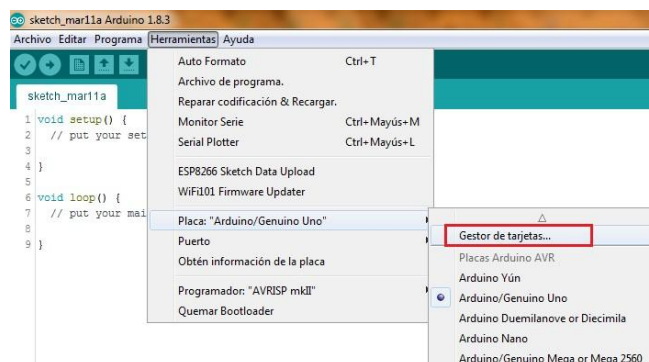 sketch_mar11a Arduino 1.8.3
Archivo Editar Programa Herramientas Ayuda
sketch_mar11a
1 void setup() {
2 // put your set
3
4 }
5
6 void loop() {
7 // put your mai
8
9 }
Auto Formato Ctrl+T
Archivo de programa.
Reparar codificación & Recargar.
Monitor Serie Ctrl+Mayús+M
Serial Plotter Ctrl+Mayús+L
ESP8266 Sketch Data Upload
WiFi101 Firmware Updater
Placa: "Arduino/Genuino Uno"
Puerto
Obtén información de la placa
Programador: "AVRISP mkII"
Quemar Bootloader
Gestor de tarjetas...
Placas Arduino AVR
Arduino Yún
Arduino/Genuino Uno
Arduino Duemilanove or Diecimila
Arduino Nano
Arduino/Genuino Mega or Mega 2560